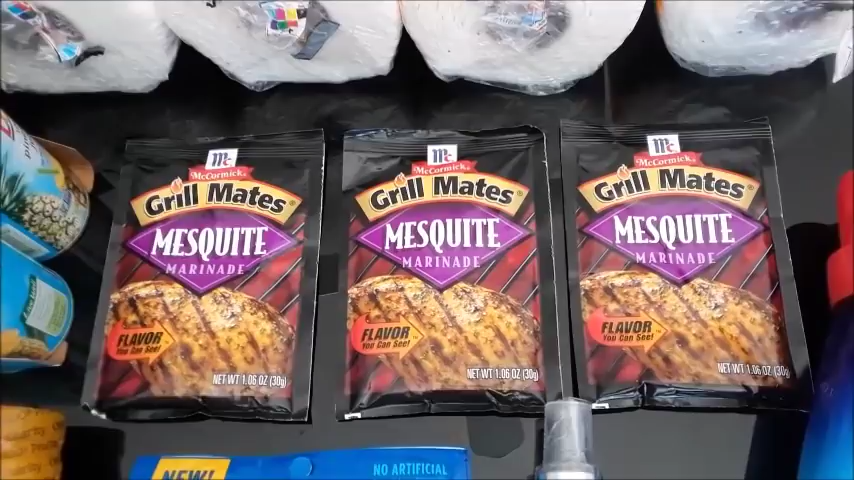 M
McCormick
Grill Mates®
MESQUITE
MARINADE
FLAVOR
You Can See!
NET WT 1.06 OZ (30g)
M
McCormick
Grill Mates®
MESQUITE
MARINADE
FLAVOR
You Can See!
NET WT 1.06 OZ (30g)
M
McCormick
Grill Mates®
MESQUITE
MARINADE
FLAVOR
You Can See!
NET WT 1.06 OZ (30g)
NEW!
NO ARTIFICIAL